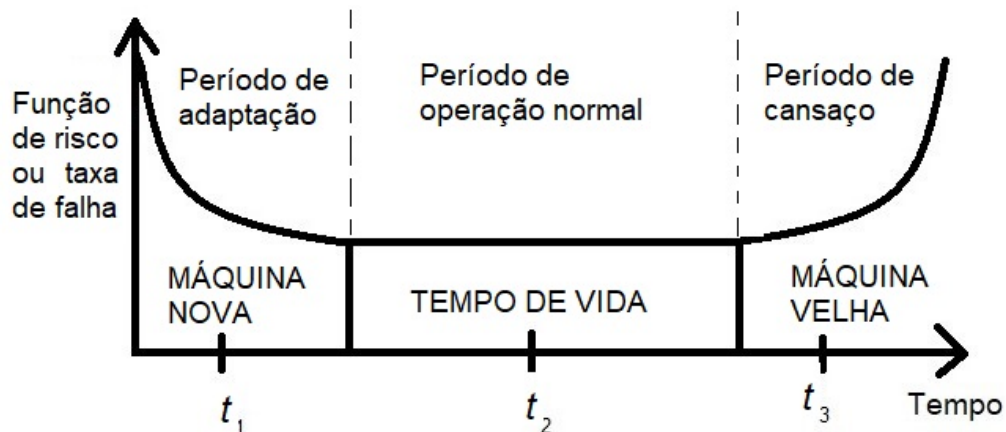 Função
de risco
ou taxa
de falha
Período de
adaptação
Período de
operação normal
Período de
cansaço
MÁQUINA
NOVA
TEMPO DE VIDA
MÁQUINA
VELHA
t₁
t₂
t₃
Tempo